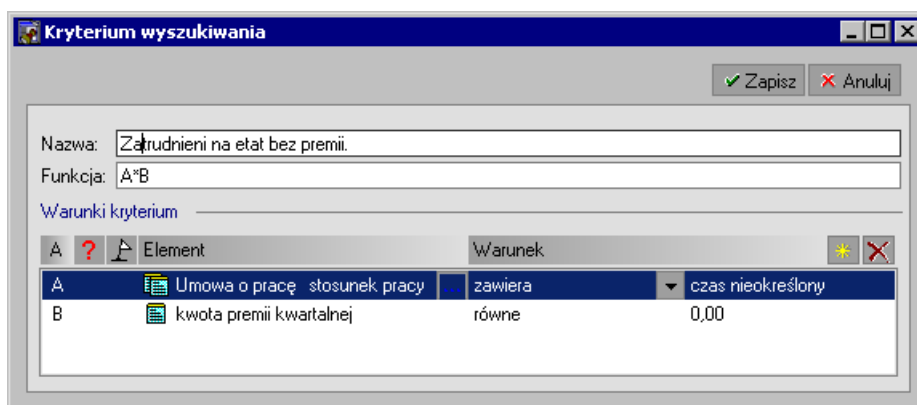 Kryterium wyszukiwania
Zapisz Anuluj
Nazwa: Zatrudnieni na etat bez premii.
Funkcja: A*B
Warunki kryterium
A ? Element Warunek
A Umowa o pracę stosunek pracy ... zawiera czas nieokreślony
B kwota premii kwartalnej równe 0,00